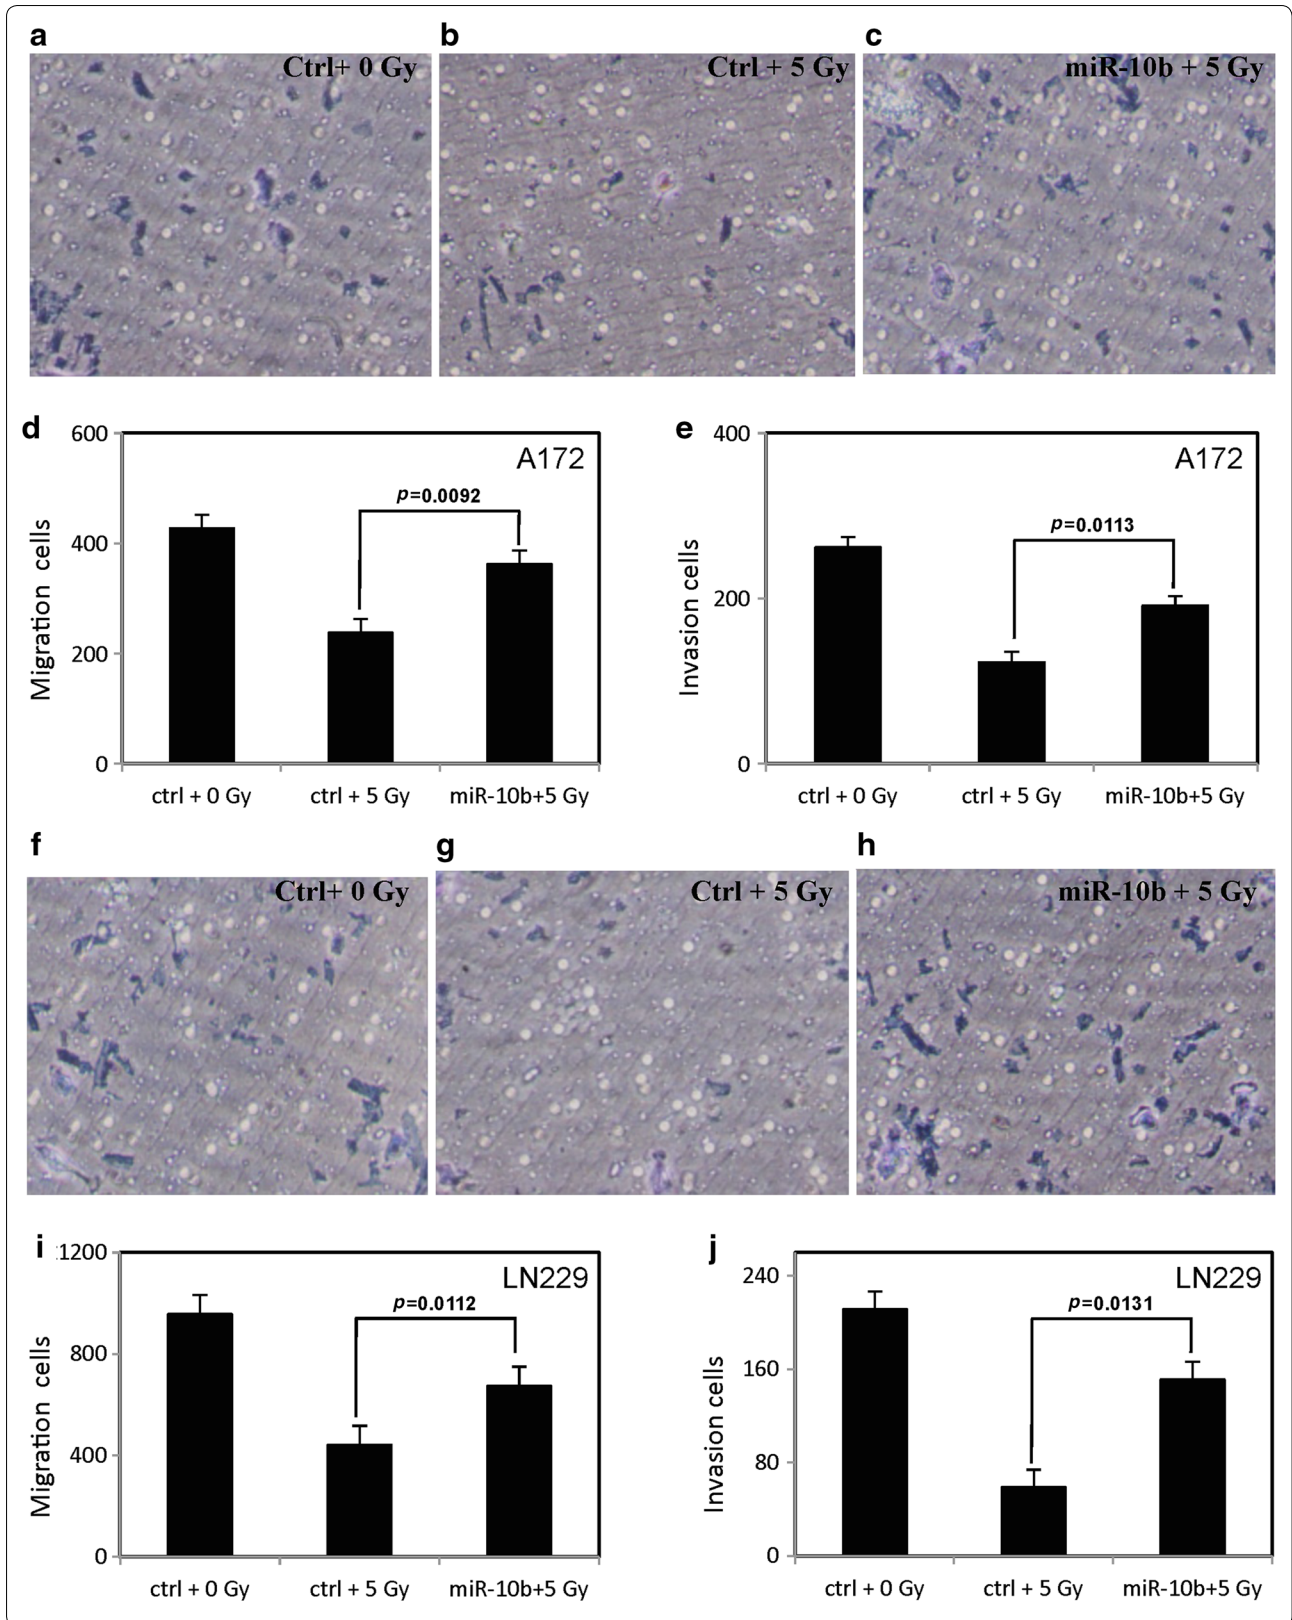 a
b
c
Ctrl+ 0 Gy
Ctrl + 5 Gy
miR-10b + 5 Gy
d
A172
p=0.0092
Migration cells
600
400
200
0
ctrl + 0 Gy
ctrl + 5 Gy
miR-10b+5 Gy
e
A172
p=0.0113
Invasion cells
400
200
0
ctrl + 0 Gy
ctrl + 5 Gy
miR-10b+5 Gy
f
g
h
Ctrl+ 0 Gy
Ctrl + 5 Gy
miR-10b + 5 Gy
i
LN229
p=0.0112
Migration cells
1200
800
400
0
ctrl + 0 Gy
ctrl + 5 Gy
miR-10b+5 Gy
j
LN229
p=0.0131
Invasion cells
240
160
80
0
ctrl + 0 Gy
ctrl + 5 Gy
miR-10b+5 Gy